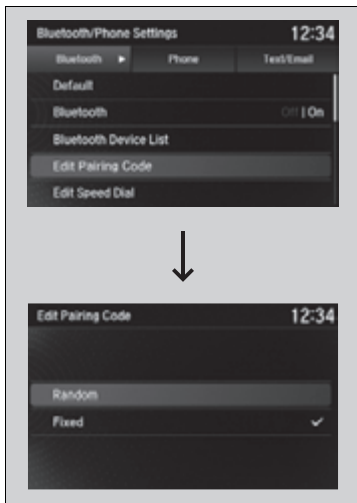 Bluetooth/Phone Settings 12:34
Bluetooth Phone Text/Email
Default
Bluetooth Off | On
Bluetooth Device List
Edit Pairing Code
Edit Speed Dial
Edit Pairing Code 12:34
Random
Fixed